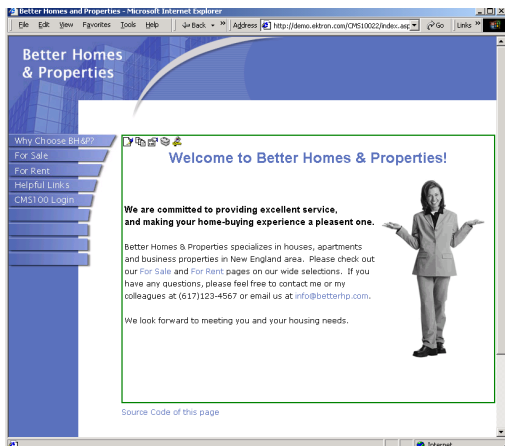 Better Homes and Properties - Microsoft Internet Explorer
File Edit View Favorites Tools Help Back » Address http://demo.ektron.com/CMS10022/index.asp Go Links »
Better Homes
& Properties
Why Choose BH&P?
For Sale
For Rent
Helpful Links
CMS100 Login
Welcome to Better Homes & Properties!
We are committed to providing excellent service,
and making your home-buying experience a pleasent one.
Better Homes & Properties specializes in houses, apartments
and business properties in New England area. Please check out
our For Sale and For Rent pages on our wide selections. If you
have any questions, please feel free to contact me or my
colleagues at (617)123-4567 or email us at info@betterhp.com.
We look forward to meeting you and your housing needs.
Source Code of this page
Internet